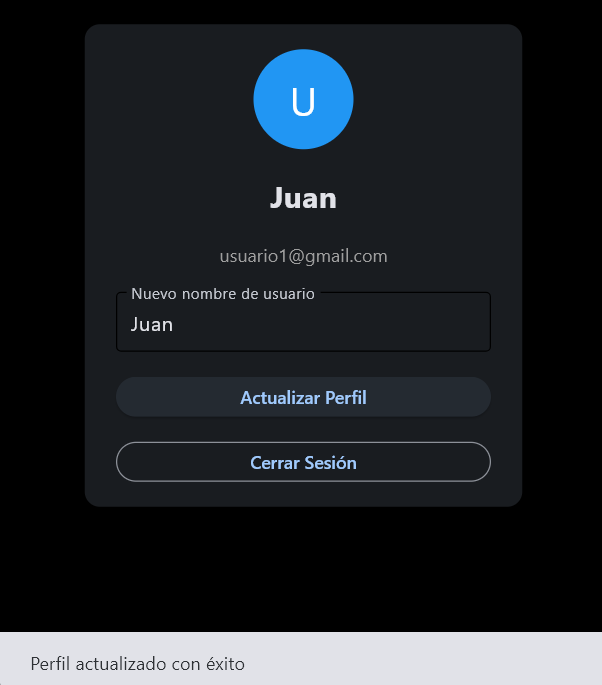 U
Juan
usuario1@gmail.com
Nuevo nombre de usuario
Juan
Actualizar Perfil
Cerrar Sesión
Perfil actualizado con éxito